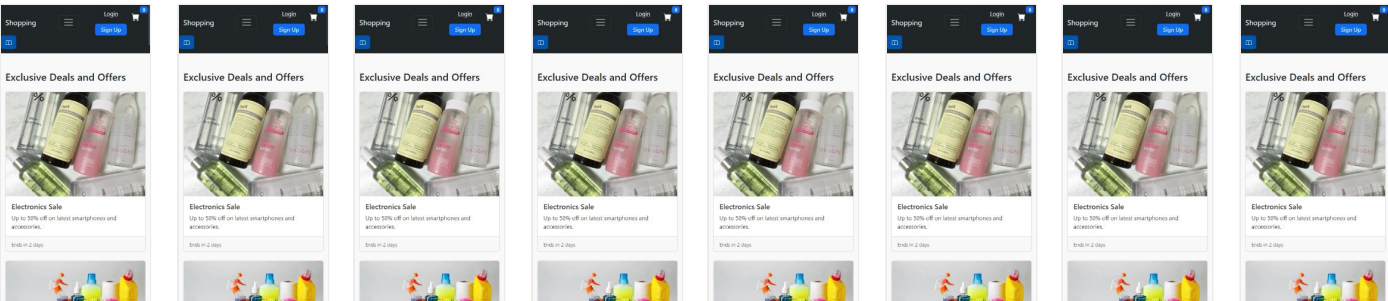 Shopping
Login
Sign Up
Exclusive Deals and Offers
Electronics Sale
Up to 50% off on latest smartphones and
accessories.
Ends in 2 days
Shopping
Login
Sign Up
Exclusive Deals and Offers
Electronics Sale
Up to 50% off on latest smartphones and
accessories.
Ends in 2 days
Shopping
Login
Sign Up
Exclusive Deals and Offers
Electronics Sale
Up to 50% off on latest smartphones and
accessories.
Ends in 2 days
Shopping
Login
Sign Up
Exclusive Deals and Offers
Electronics Sale
Up to 50% off on latest smartphones and
accessories.
Ends in 2 days
Shopping
Login
Sign Up
Exclusive Deals and Offers
Electronics Sale
Up to 50% off on latest smartphones and
accessories.
Ends in 2 days
Shopping
Login
Sign Up
Exclusive Deals and Offers
Electronics Sale
Up to 50% off on latest smartphones and
accessories.
Ends in 2 days
Shopping
Login
Sign Up
Exclusive Deals and Offers
Electronics Sale
Up to 50% off on latest smartphones and
accessories.
Ends in 2 days
Shopping
Login
Sign Up
Exclusive Deals and Offers
Electronics Sale
Up to 50% off on latest smartphones and
accessories.
Ends in 2 days